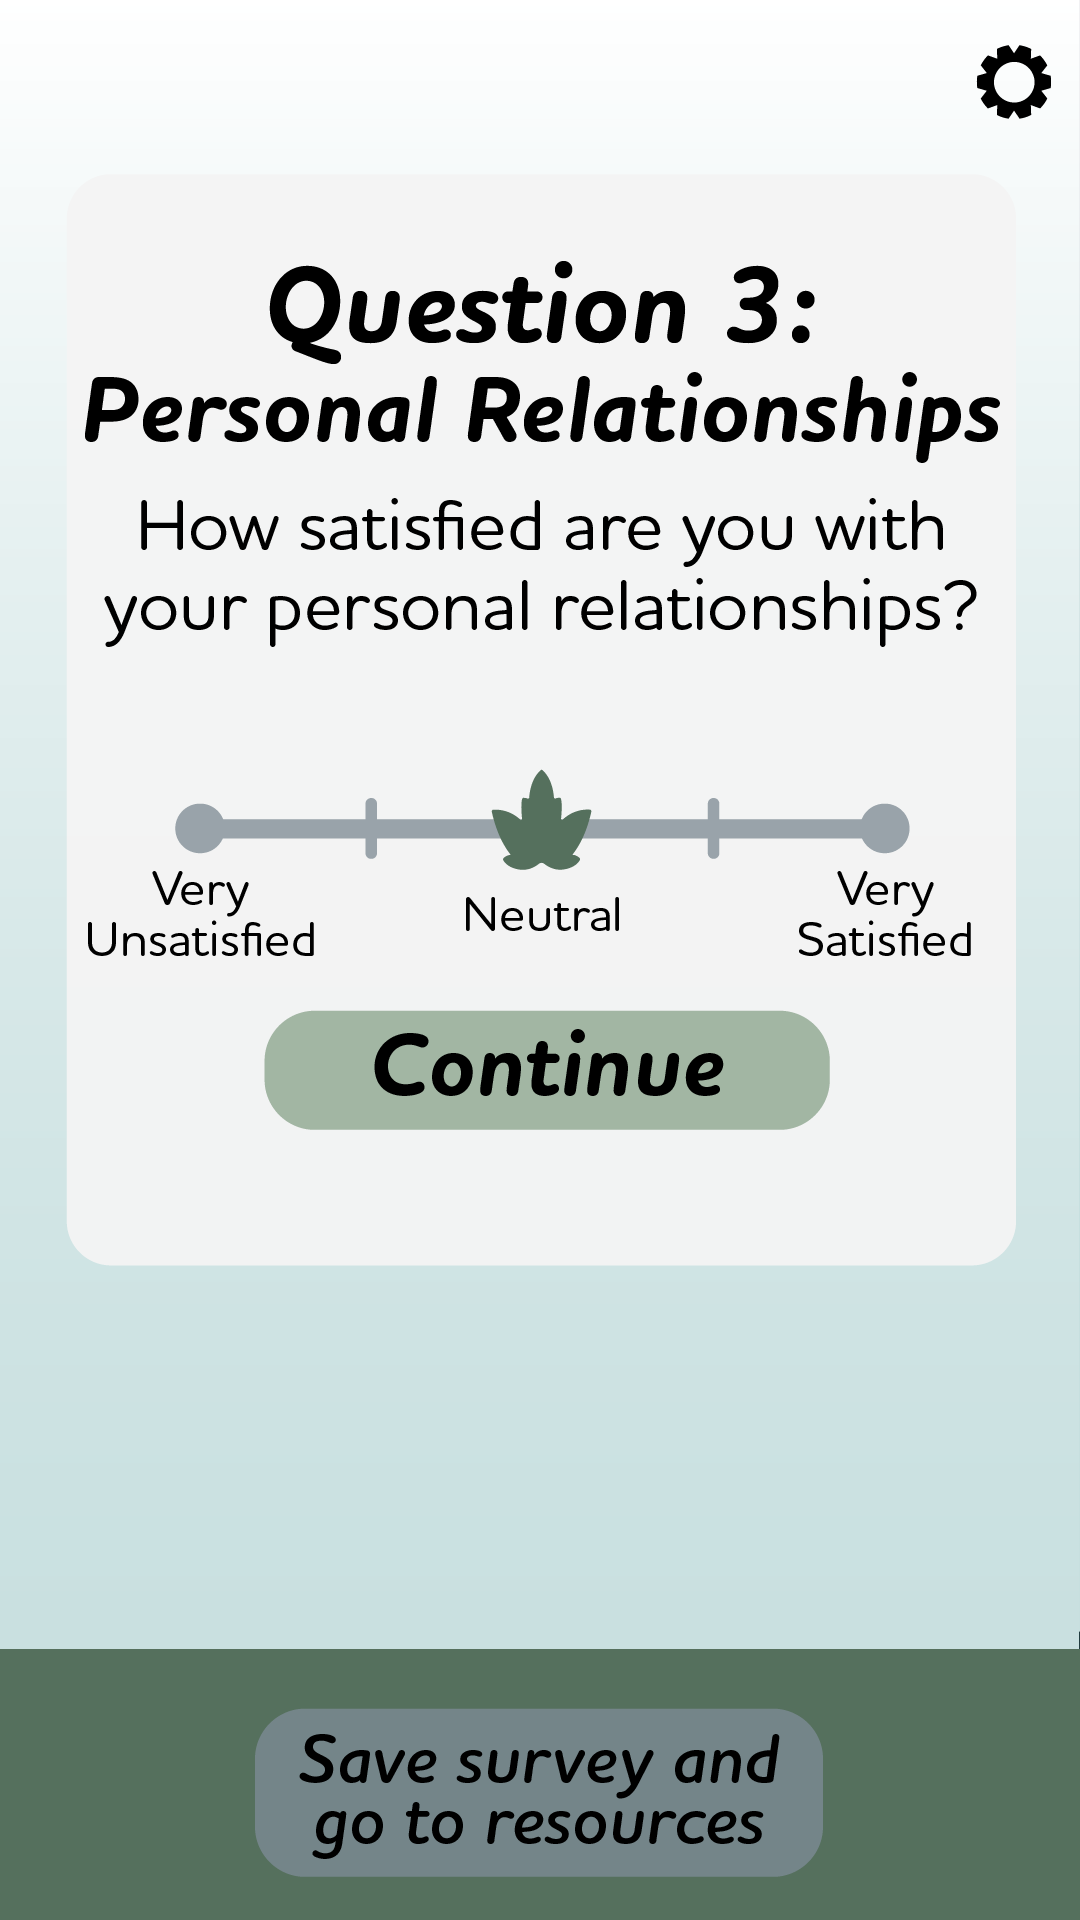 Question 3:
Personal Relationships
How satisfied are you with
your personal relationships?
Very
Unsatisfied
Neutral
Very
Satisfied
Continue
Save survey and
go to resources